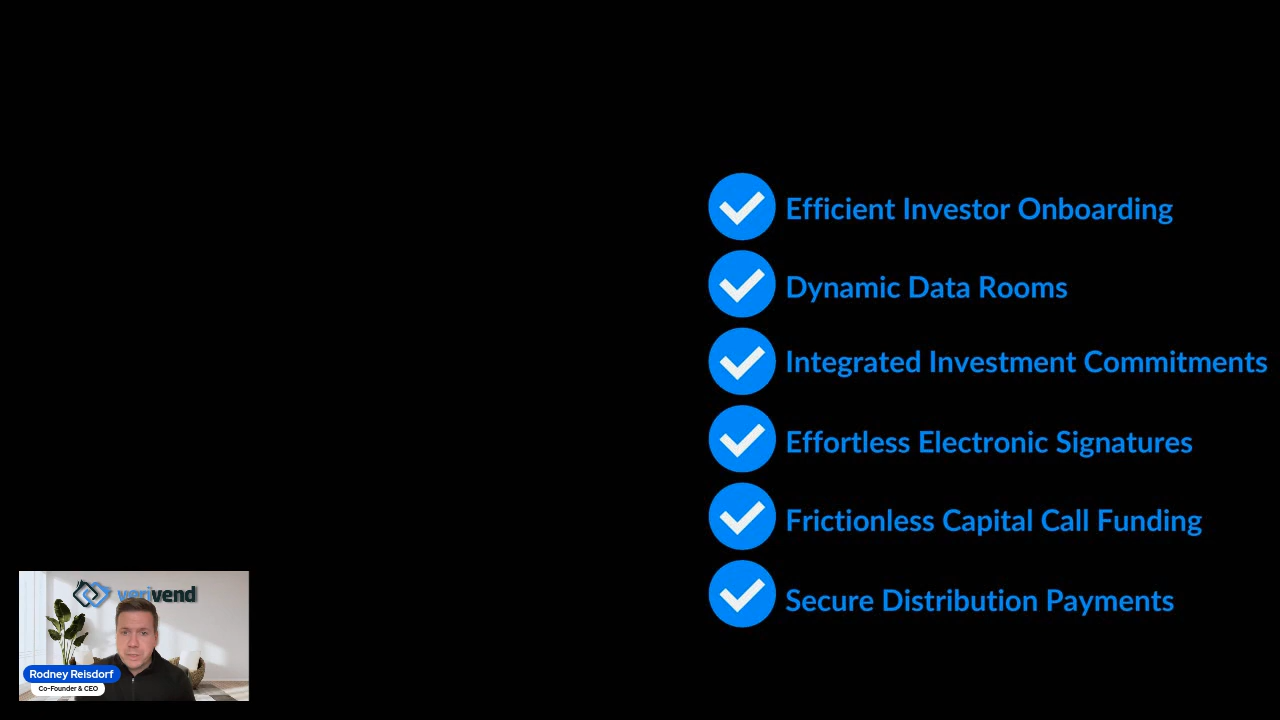 Efficient Investor Onboarding
Dynamic Data Rooms
Integrated Investment Commitments
Effortless Electronic Signatures
Frictionless Capital Call Funding
Secure Distribution Payments
verivend
Rodney Reisdorf
Co-Founder & CEO